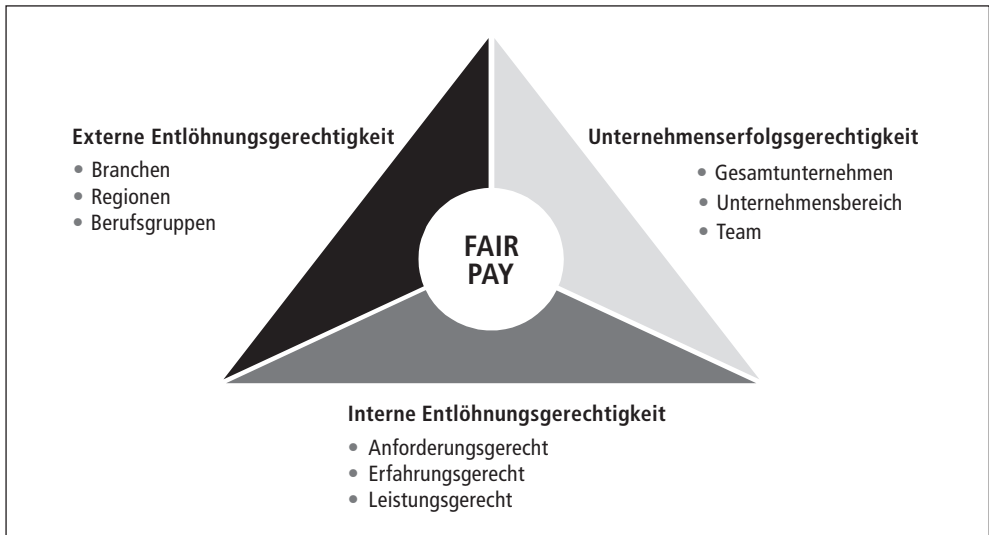 Externe Entlöhnungsgerechtigkeit
• Branchen
• Regionen
• Berufsgruppen
Unternehmenserfolgsgerechtigkeit
• Gesamtunternehmen
• Unternehmensbereich
• Team
FAIR
PAY
Interne Entlöhnungsgerechtigkeit
• Anforderungsgerecht
• Erfahrungsgerecht
• Leistungsgerecht